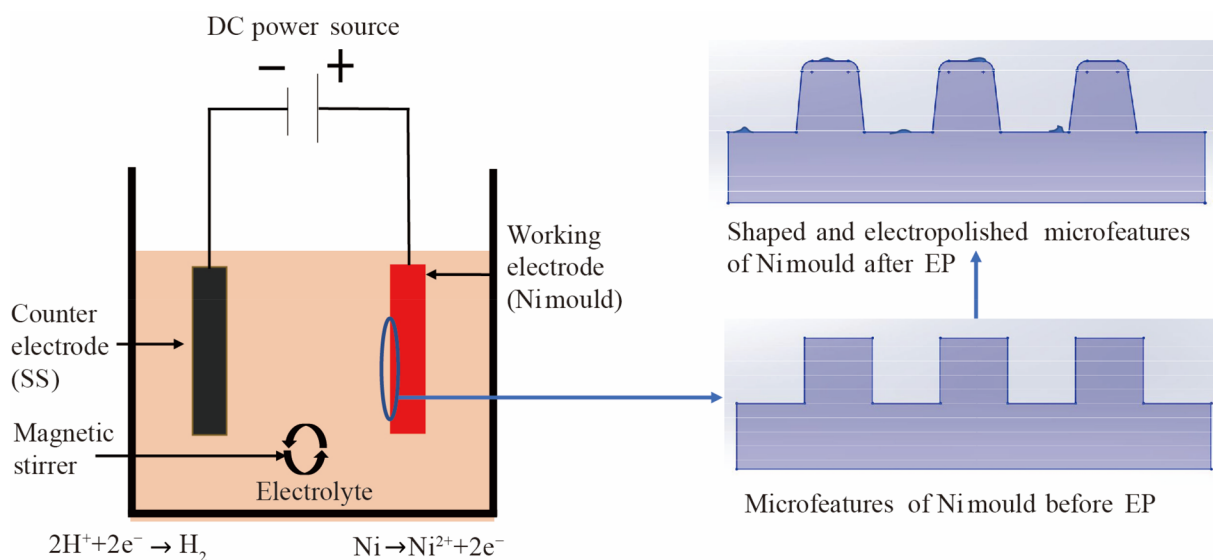 DC power source
− +
Working
electrode
(Ni mould)
Counter
electrode
(SS)
Magnetic
stirrer
Electrolyte
2H⁺+2e⁻ → H₂
Ni→Ni²⁺+2e⁻
Shaped and electropolished microfeatures
of Ni mould after EP
Microfeatures of Ni mould before EP